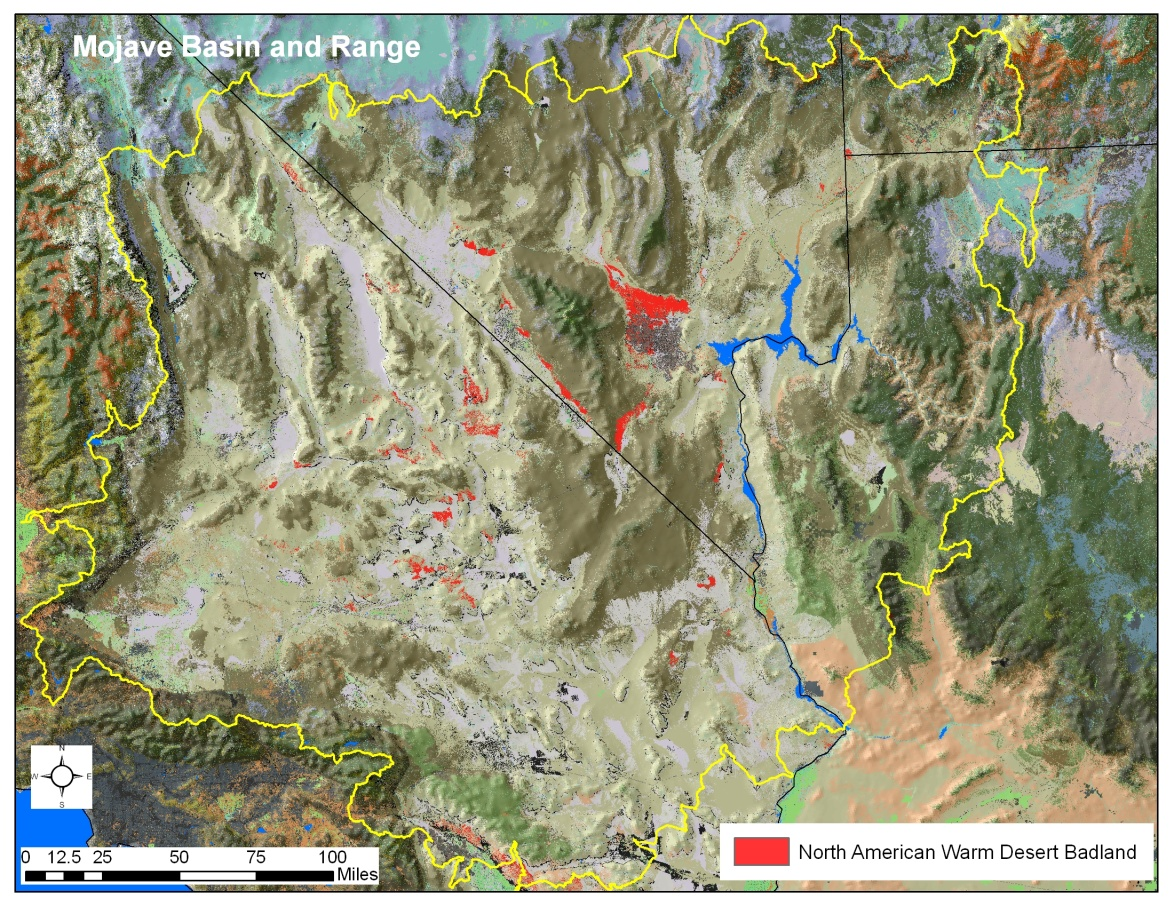 Mojave Basin and Range
N
W E
S
0 12.5 25 50 75 100
Miles
North American Warm Desert Badland